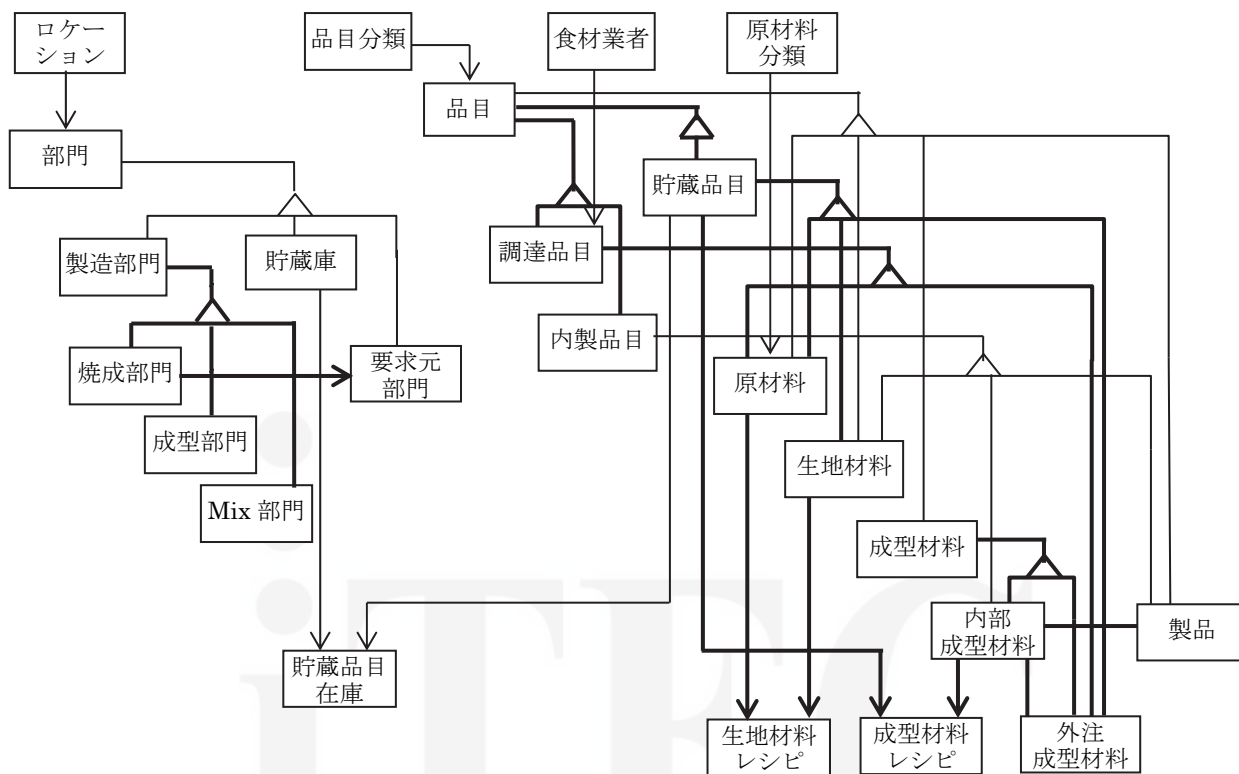 ロケー
ション
品目分類
食材業者
原材料
分類
品目
部門
貯蔵品目
製造部門
貯蔵庫
調達品目
内製品目
焼成部門
要求元
部門
原材料
成型部門
生地材料
Mix 部門
成型材料
内部
成型材料
製品
貯蔵品目
在庫
生地材料
レシピ
成型材料
レシピ
外注
成型材料
iTEC